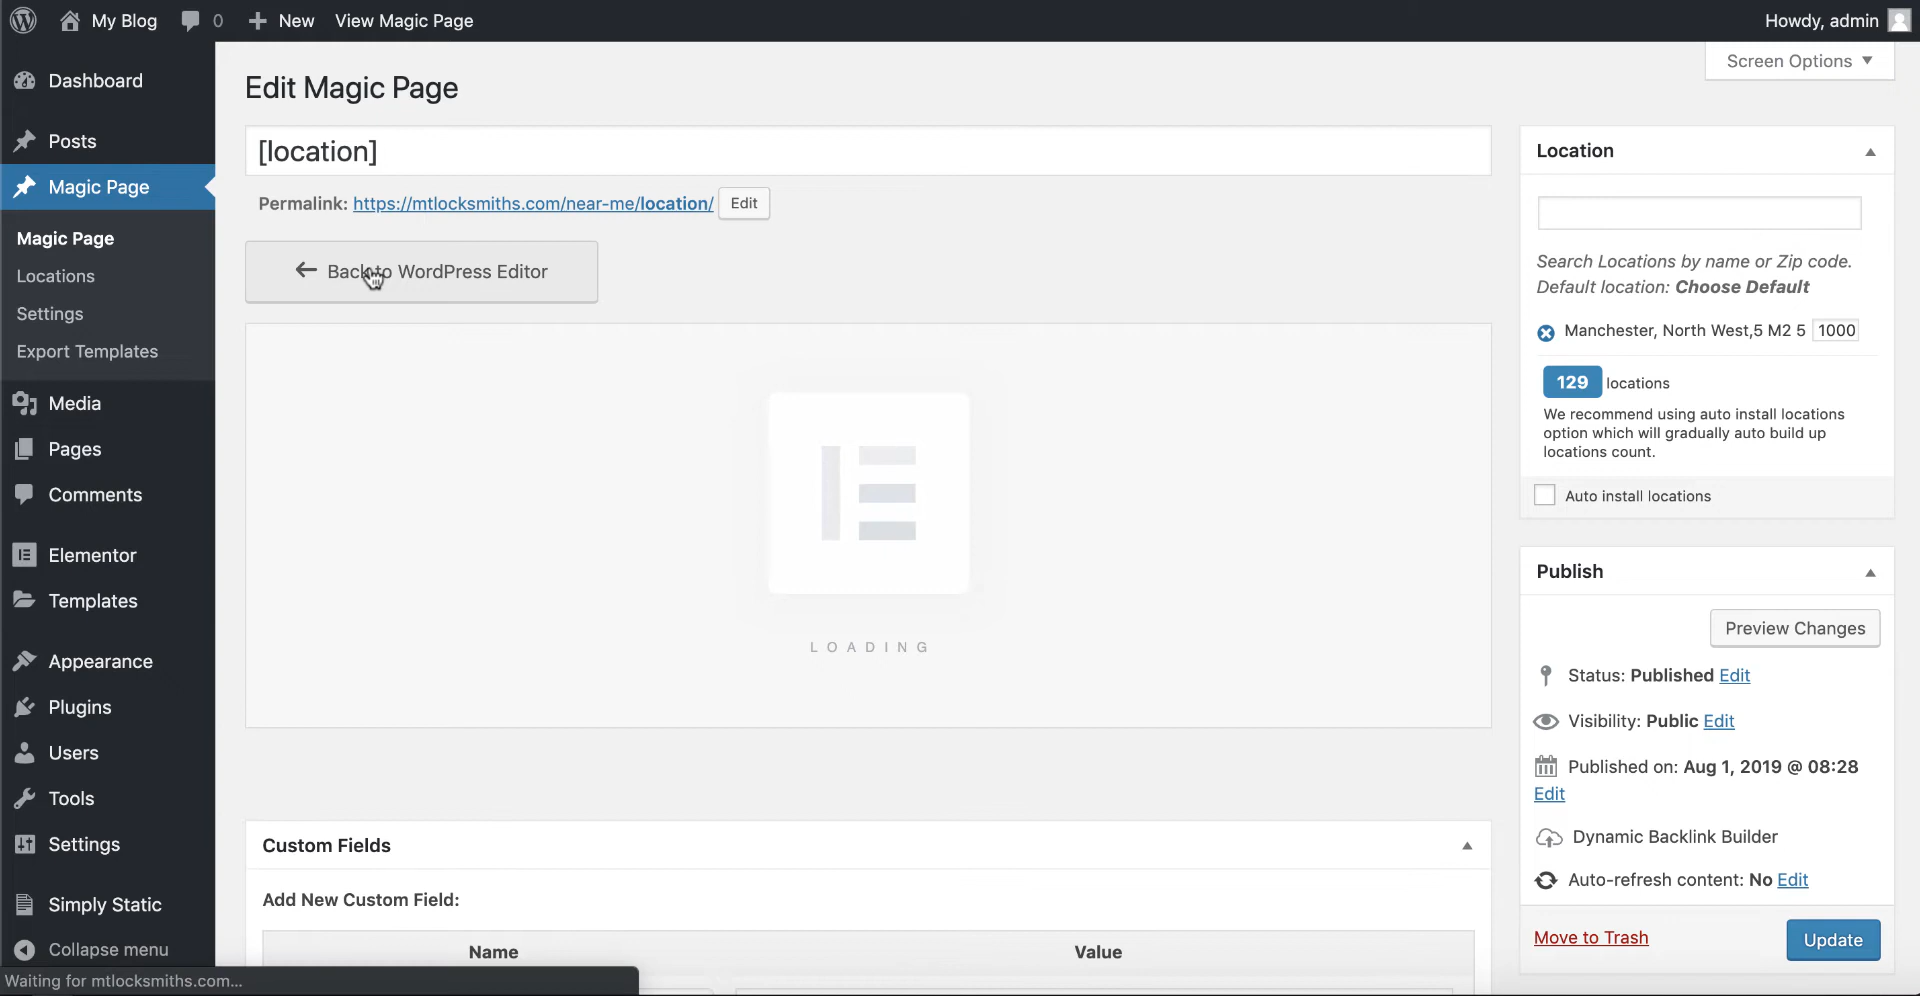 My Blog
0
New
View Magic Page
Howdy, admin
Screen Options
Dashboard
Posts
Magic Page
Magic Page
Locations
Settings
Export Templates
Media
Pages
Comments
Elementor
Templates
Appearance
Plugins
Users
Tools
Settings
Simply Static
Collapse menu
Waiting for mtlocksmiths.com...
Edit Magic Page
[location]
Permalink: https://mtlocksmiths.com/near-me/location/ Edit
← Back to WordPress Editor
LOADING
Custom Fields
Add New Custom Field:
Name
Value
Location
Search Locations by name or Zip code.
Default location: Choose Default
Manchester, North West,5 M2 5 1000
129 locations
We recommend using auto install locations
option which will gradually auto build up
locations count.
Auto install locations
Publish
Preview Changes
Status: Published Edit
Visibility: Public Edit
Published on: Aug 1, 2019 @ 08:28
Edit
Dynamic Backlink Builder
Auto-refresh content: No Edit
Move to Trash
Update